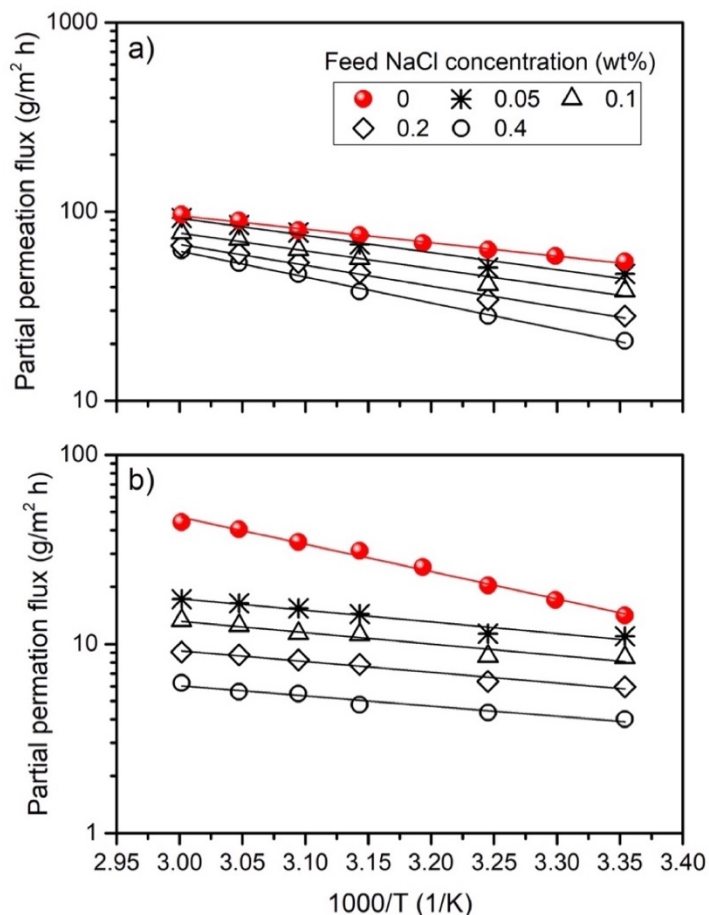 a)
Partial permeation flux (g/m² h)
1000
100
10
Feed NaCl concentration (wt%)
0 0.05 0.1
0.2 0.4
b)
Partial permation flux (g/m² h)
100
10
1
2.95 3.00 3.05 3.10 3.15 3.20 3.25 3.30 3.35 3.40
1000/T (1/K)